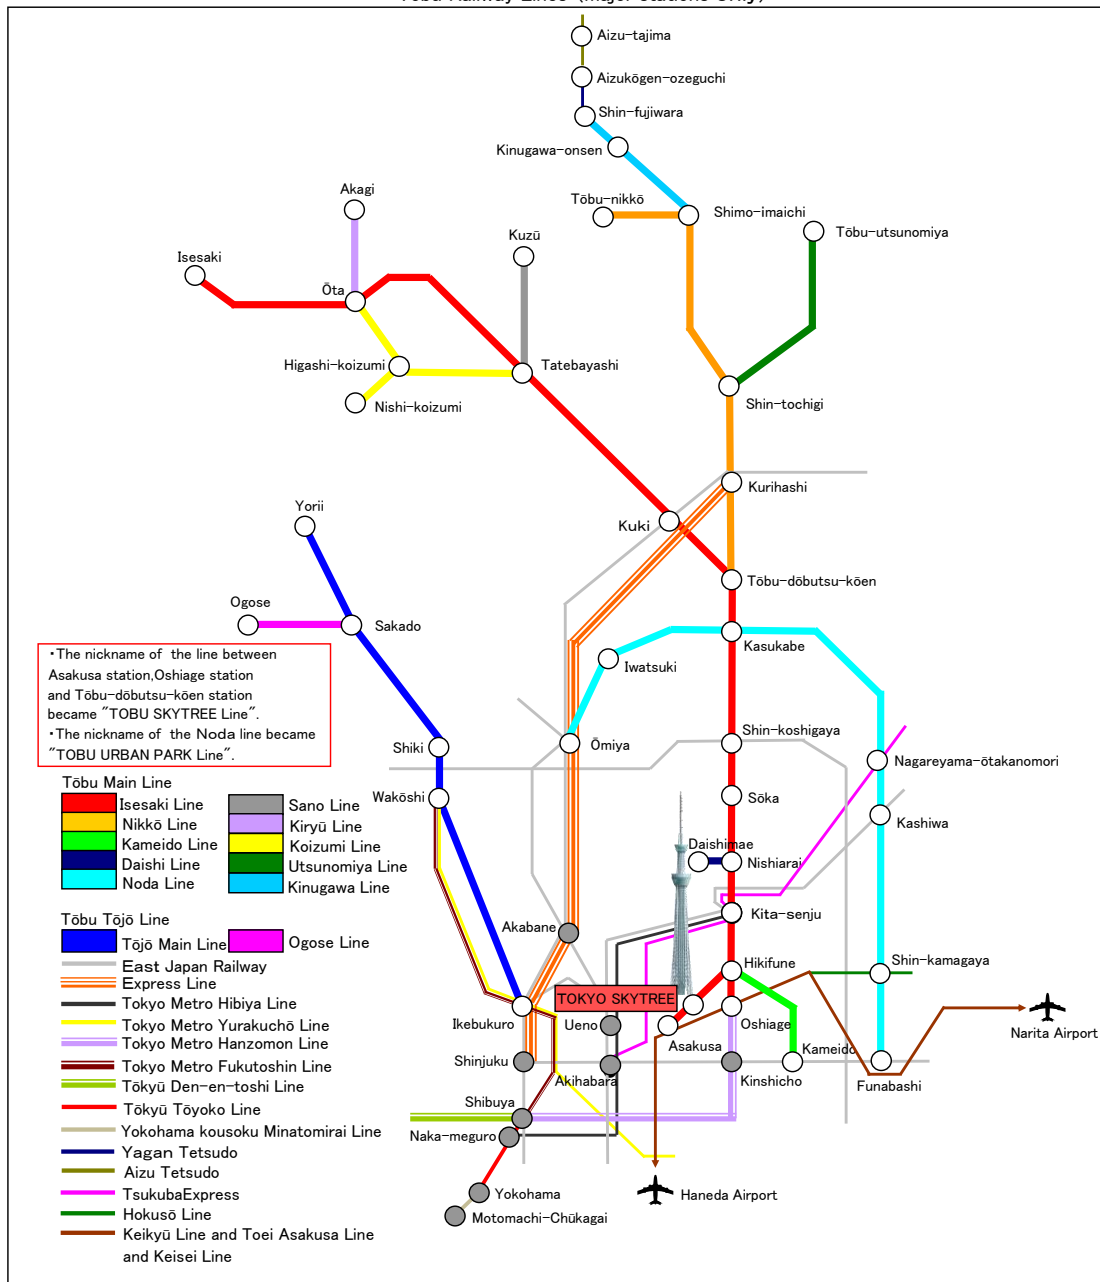 Tōbu Railway Lines (major stations Only)
Aizu-tajima
Aizukōgen-ozeguchi
Shin-fujiwara
Kinugawa-onsen
Akagi
Tōbu-nikkō
Shimo-imaichi
Kuzū
Tōbu-utsunomiya
Isesaki
Ōta
Higashi-koizumi
Tatebayashi
Nishi-koizumi
Shin-tochigi
Kurihashi
Yorii
Kuki
Tōbu-dōbutsu-kōen
Ogose
Sakado
Kasukabe
Iwatsuki
・The nickname of the line between
Asakusa station,Oshiage station
and Tōbu-dōbutsu-kōen station
became "TOBU SKYTREE Line".
・The nickname of the Noda line became
"TOBU URBAN PARK Line".
Shiki
Ōmiya
Shin-koshigaya
Nagareyama-ōtakanomori
Wakōshi
Sōka
Kashiwa
Daishimae
Nishiarai
Kita-senju
Akabane
Hikifune
Shin-kamagaya
TOKYO SKYTREE
Ikebukuro
Ueno
Asakusa
Oshiage
Narita Airport
Shinjuku
Akihabara
Kinshicho
Kameido
Funabashi
Shibuya
Naka-meguro
Yokohama
Motomachi-Chūkagai
Haneda Airport
Tōbu Main Line
Isesaki Line
Nikkō Line
Kameido Line
Daishi Line
Noda Line
Sano Line
Kiryū Line
Koizumi Line
Utsunomiya Line
Kinugawa Line
Tōbu Tōjō Line
Tōjō Main Line
Ogose Line
East Japan Railway
Express Line
Tokyo Metro Hibiya Line
Tokyo Metro Yurakuchō Line
Tokyo Metro Hanzomon Line
Tokyo Metro Fukutoshin Line
Tōkyū Den-en-toshi Line
Tōkyū Tōyoko Line
Yokohama kousoku Minatomirai Line
Yagan Tetsudo
Aizu Tetsudo
TsukubaExpress
Hokusō Line
Keikyū Line and Toei Asakusa Line
and Keisei Line